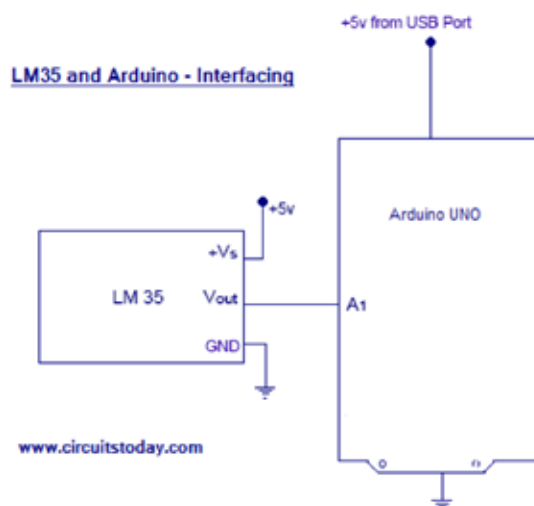 +5v from USB Port
LM35 and Arduino - Interfacing
+5v
Arduino UNO
+Vs
LM 35
Vout
A1
GND
www.circuitstoday.com